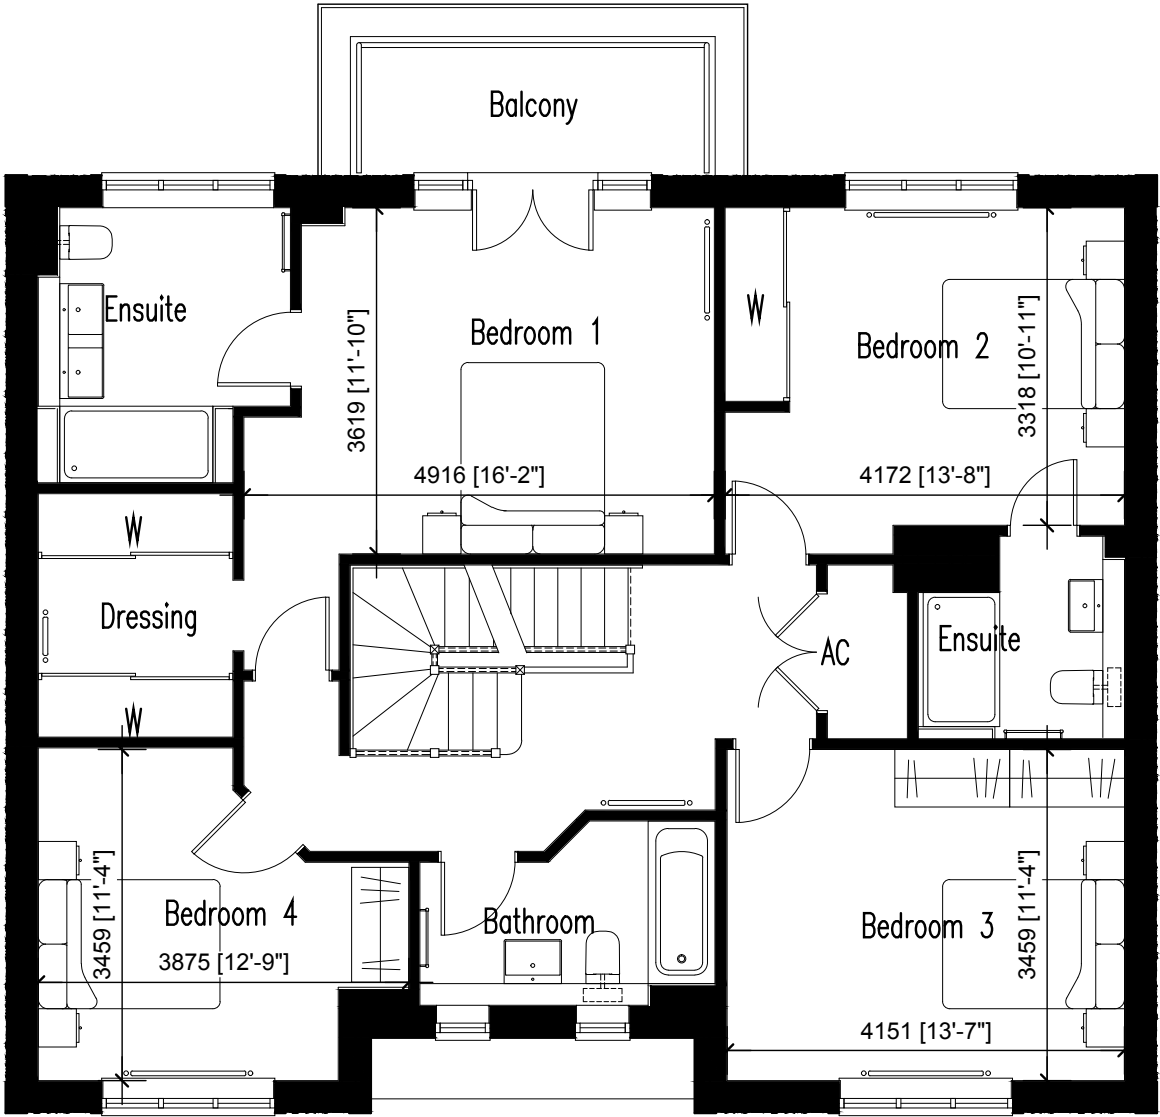 Balcony
Ensuite
Bedroom 1
W
Bedroom 2
3619 [11'-10"]
3318 [10'-11"]
4916 [16'-2"]
4172 [13'-8"]
W
Dressing
W
AC
Ensuite
Bedroom 4
3459 [11'-4"]
3875 [12'-9"]
Bathroom
Bedroom 3
3459 [11'-4"]
4151 [13'-7"]